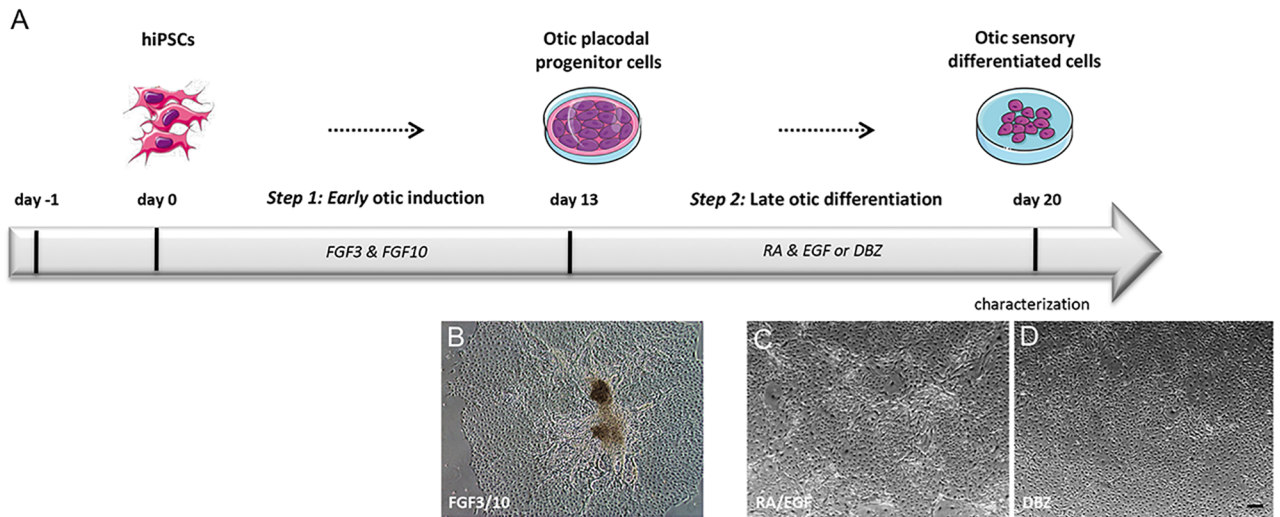 A
hiPSCs
Otic placodal
progenitor cells
Otic sensory
differentiated cells
day -1
day 0
Step 1: Early otic induction
day 13
Step 2: Late otic differentiation
day 20
FGF3 & FGF10
RA & EGF or DBZ
characterization
B
C
D
FGF3/10
RA/EGF
DBZ